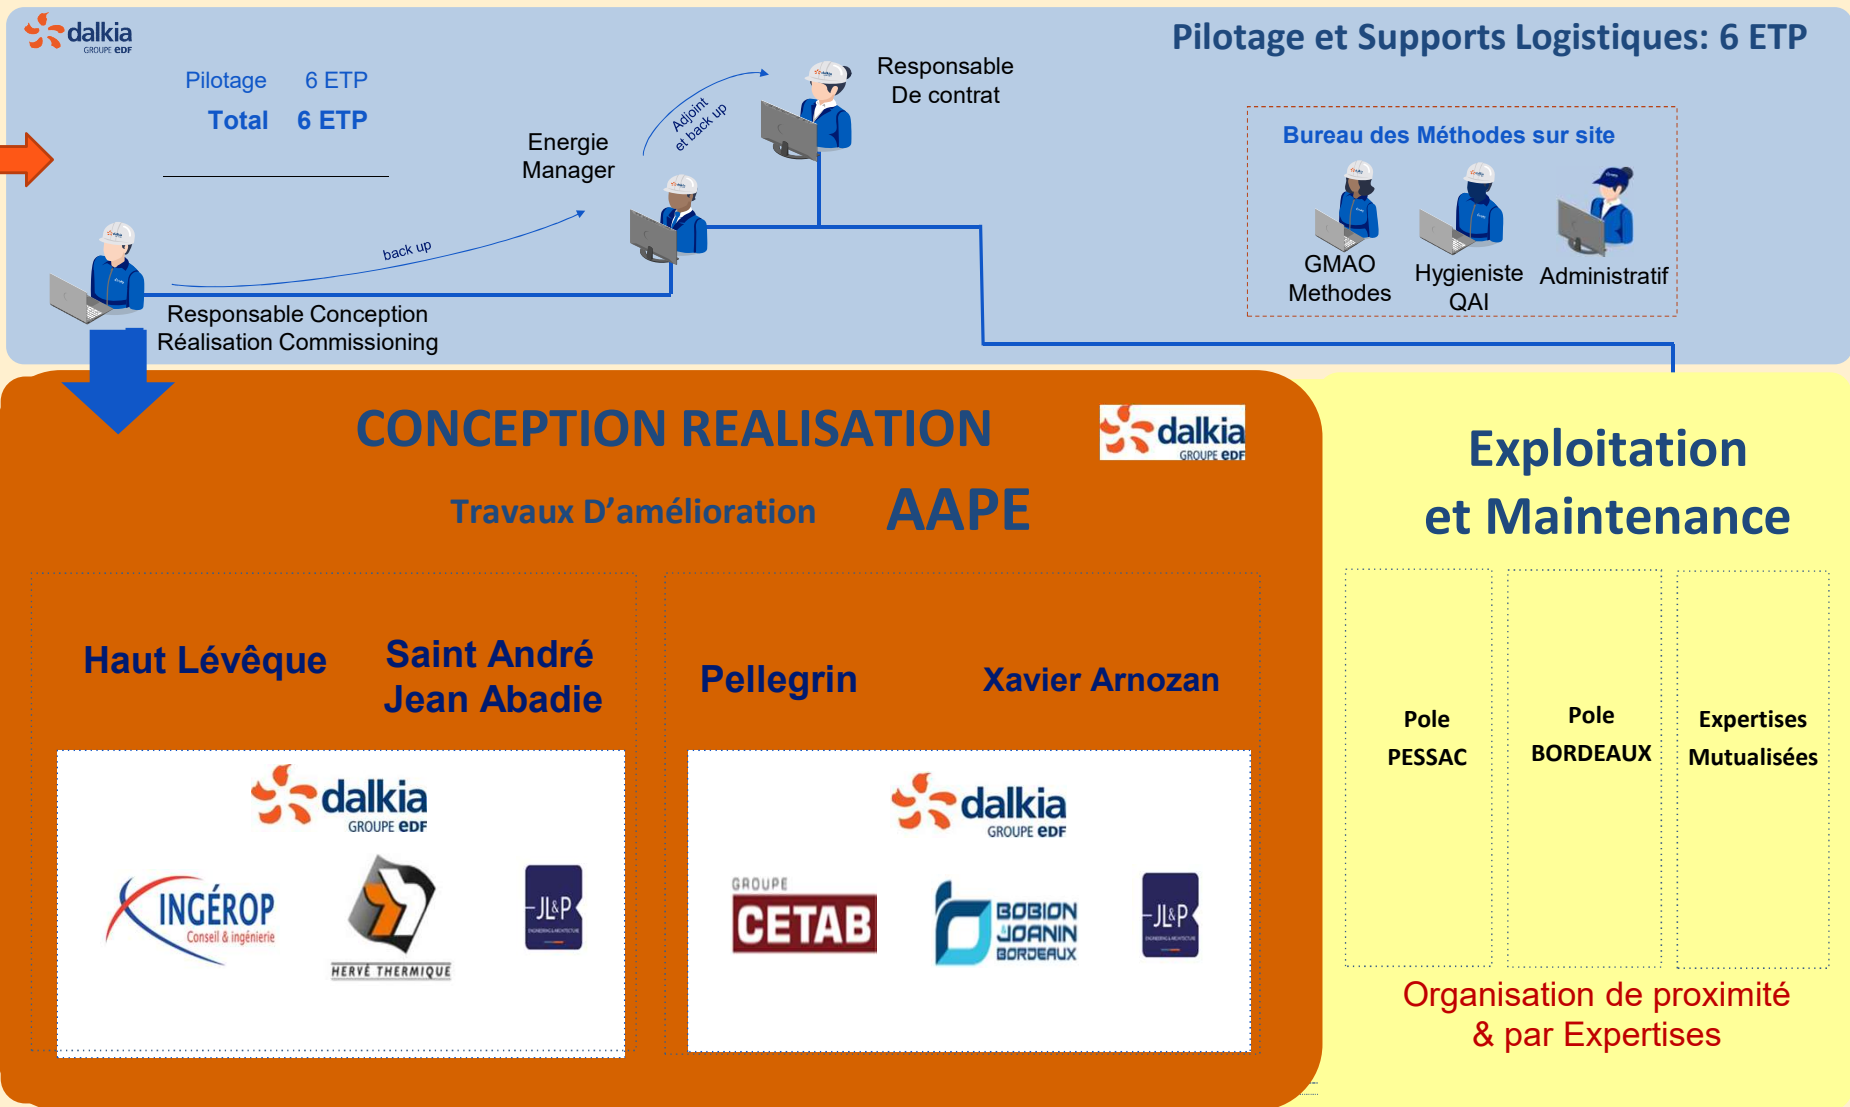 dalkia
GROUPE eDF
Pilotage et Supports Logistiques: 6 ETP
Pilotage 6 ETP
Total 6 ETP
Responsable
De contrat
Adjoint
et back up
Energie
Manager
back up
Responsable Conception
Réalisation Commissioning
Bureau des Méthodes sur site
GMAO
Methodes
Hygieniste
QAI
Administratif
CONCEPTION REALISATION
dalkia
GROUPE eDF
Travaux D'amélioration AAPE
Haut Lévêque
Saint André
Jean Abadie
dalkia
GROUPE eDF
INGÉROP
Conseil & ingénierie
HERVÉ THERMIQUE
JL&P
Pellegrin
Xavier Arnozan
dalkia
GROUPE eDF
GROUPE
CETAB
BOBION
& JOANIN
BORDEAUX
JL&P
Exploitation
et Maintenance
Pole
PESSAC
Pole
BORDEAUX
Expertises
Mutualisées
Organisation de proximité
& par Expertises